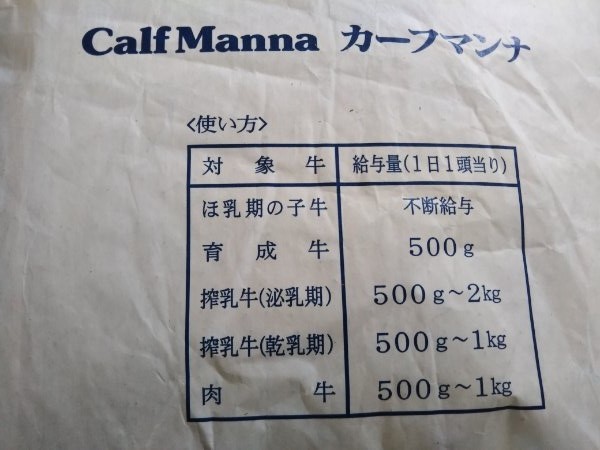 Calf Manna カーフマンナ
<使い方>
対象牛 給与量(1日1頭当り)
ほ乳期の子牛 不断給与
育成牛 500g
搾乳牛(泌乳期) 500g～2kg
搾乳牛(乾乳期) 500g～1kg
肉牛 500g～1kg